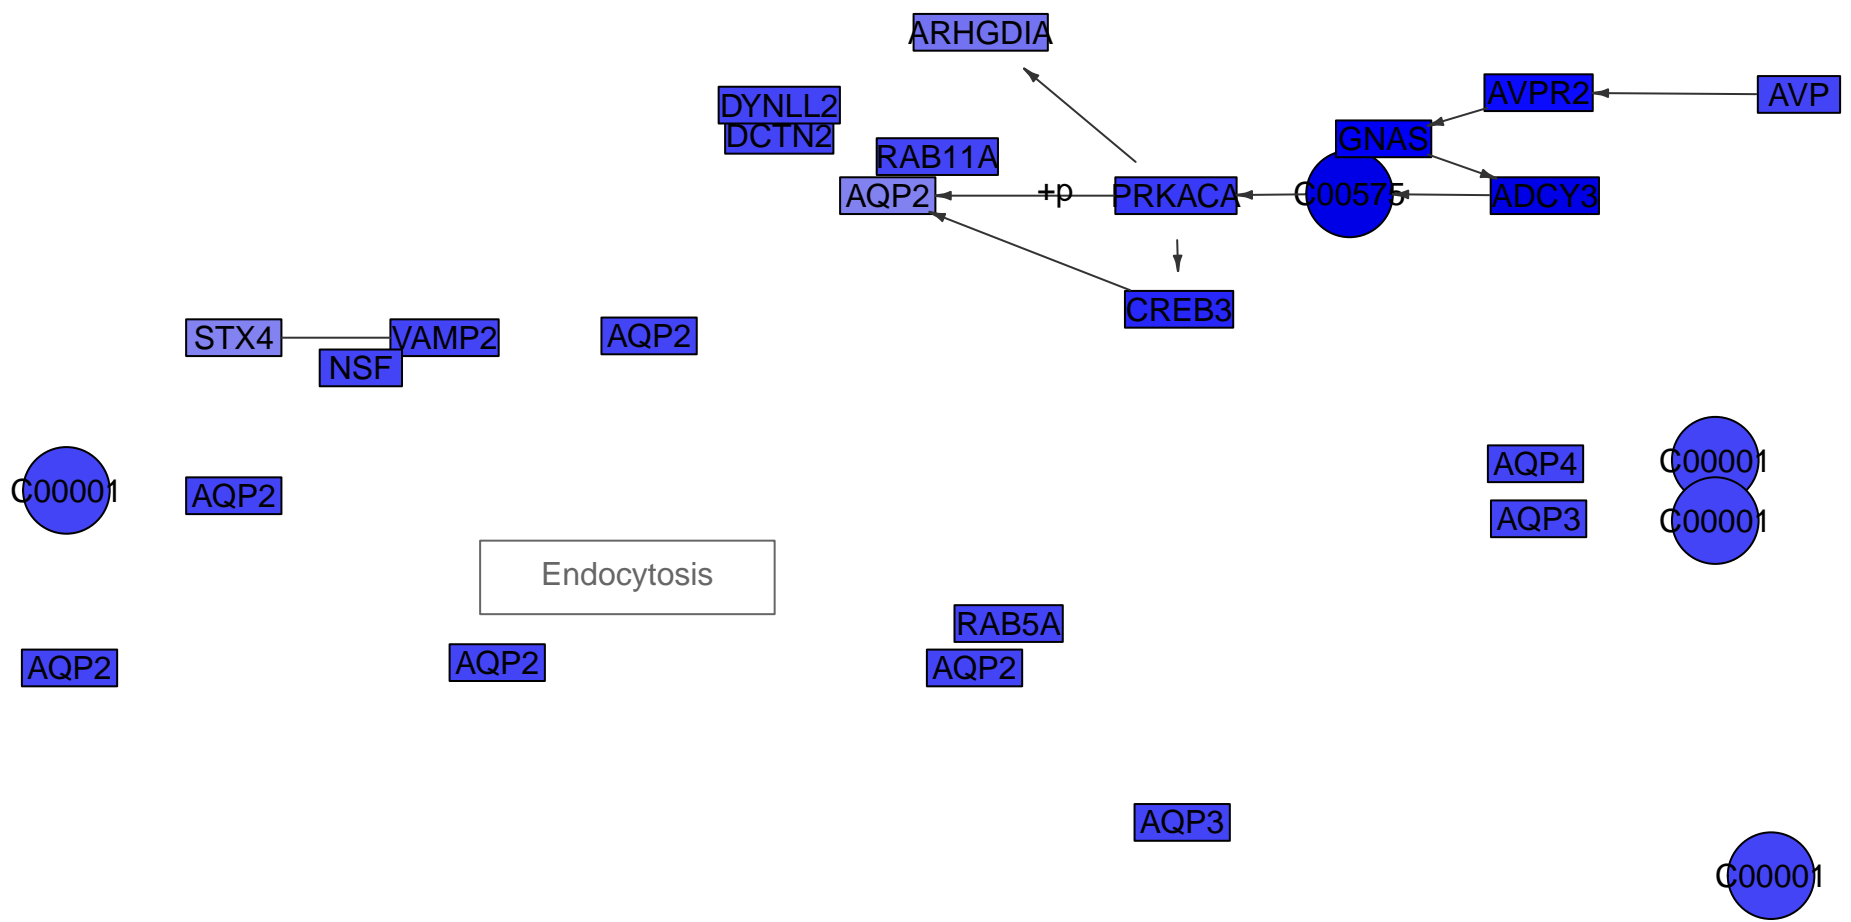 ARHGDIA
DYNLL2
DCTN2
RAB11A
AVPR2
AVP
GNAS
AQP2
+p
PRKACA
C00575
ADCY3
CREB3
STX4
VAMP2
NSF
AQP2
C00001
AQP2
AQP4
C00001
AQP3
C00001
Endocytosis
RAB5A
AQP2
AQP2
AQP2
AQP3
C00001